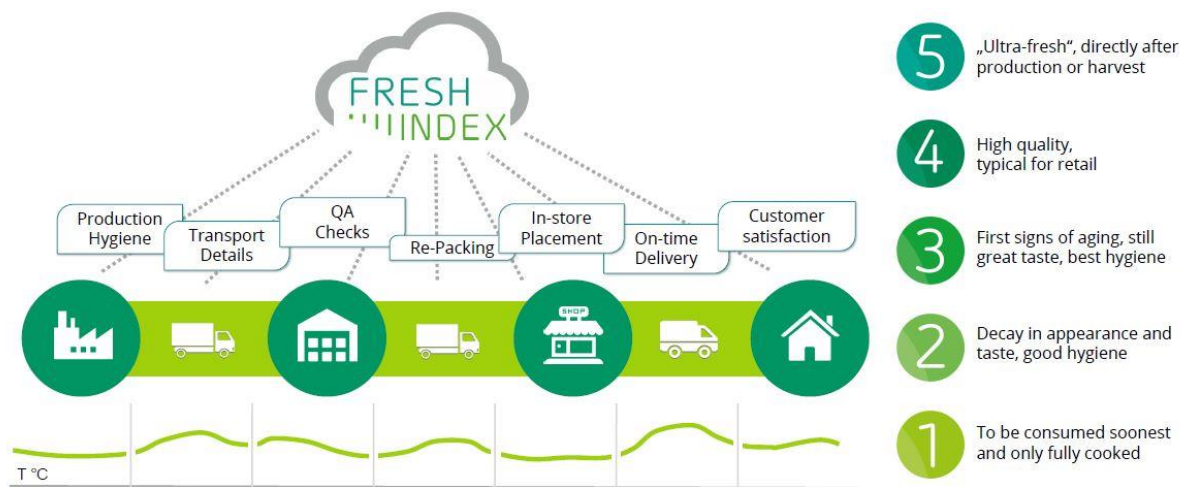 FRESH
INDEX
Production
Hygiene
Transport
Details
QA
Checks
Re-Packing
In-store
Placement
On-time
Delivery
Customer
satisfaction
SHOP
T °C
5
„Ultra-fresh“, directly after
production or harvest
4
High quality,
typical for retail
3
First signs of aging, still
great taste, best hygiene
2
Decay in appearance and
taste, good hygiene
1
To be consumed soonest
and only fully cooked